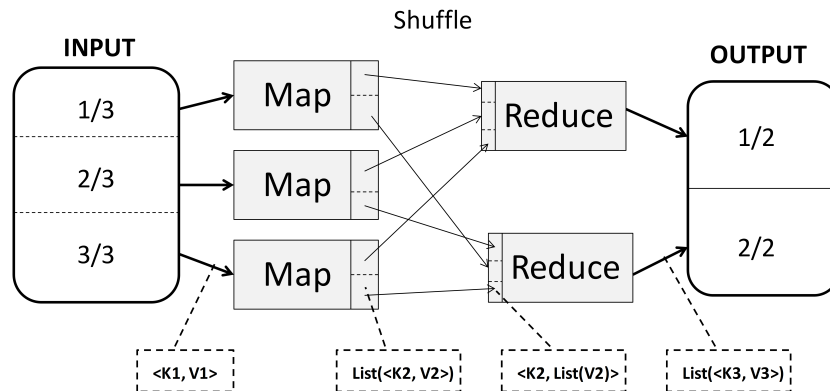 Shuffle
INPUT
OUTPUT
1/3
2/3
3/3
Map
Map
Map
Reduce
Reduce
1/2
2/2
<K1, V1>
List(<K2, V2>)
<K2, List(V2)>
List(<K3, V3>)